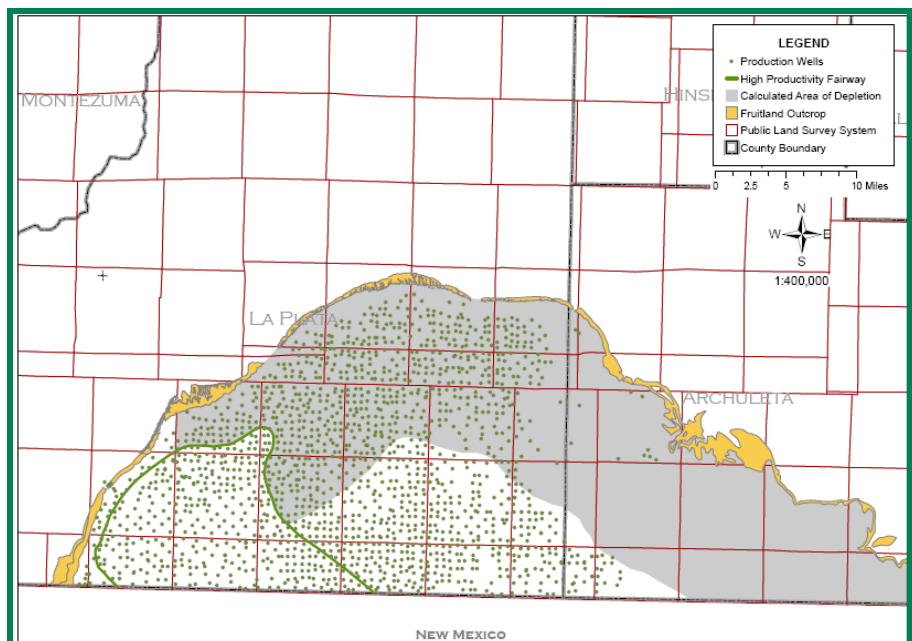 LEGEND
Production Wells
High Productivity Fairway
Calculated Area of Depletion
Fruitland Outcrop
Public Land Survey System
County Boundary
0 2.5 5 10 Miles
N
W E
S
1:400,000
MONTEZUMA
LA PLATA
ARCHULETA
NEW MEXICO